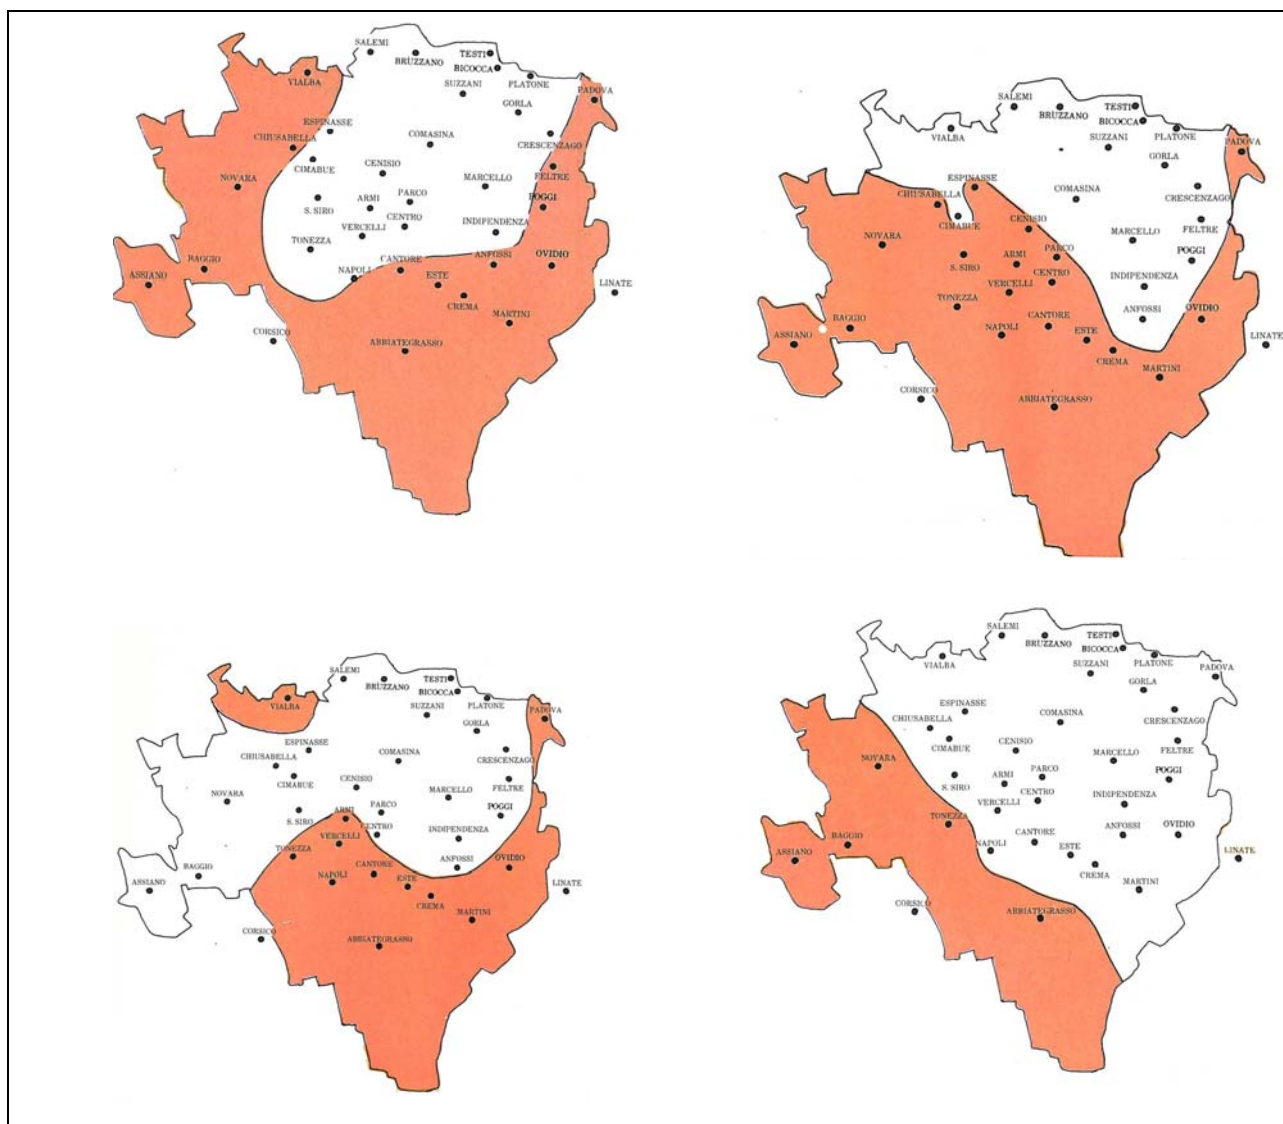 SALEMI
BRUZZANO
TESTI
BICOCCA
VIALBA
SUZZANI
PLATONE
PADOVA
GORLA
ESPINASSE
CHIUSABELLA
COMASINA
CRESCENZAGO
CIMABUE
CENISIO
FELTRE
NOVARA
MARCELLO
S. SIRO
ARMI
PARCO
POGGI
VERCELLI
CENTRO
INDIPENDENZA
TONEZZA
BAGGIO
CANTORE
ANFOSSI
OVIDIO
ASSIANO
NAPOLI
ESTE
LINATE
CREMA
CORSICO
MARTINI
ABBIATEGRASSO
SALEMI
BRUZZANO
TESTI
BICOCCA
VIALBA
SUZZANI
PLATONE
PADOVA
GORLA
ESPINASSE
CHIUSABELLA
COMASINA
CRESCENZAGO
CIMABUE
CENISIO
FELTRE
NOVARA
MARCELLO
S. SIRO
ARMI
PARCO
POGGI
VERCELLI
CENTRO
INDIPENDENZA
TONEZZA
BAGGIO
CANTORE
ANFOSSI
OVIDIO
ASSIANO
NAPOLI
ESTE
LINATE
CREMA
CORSICO
MARTINI
ABBIATEGRASSO
SALEMI
BRUZZANO
TESTI
BICOCCA
VIALBA
SUZZANI
PLATONE
PADOVA
GORLA
ESPINASSE
CHIUSABELLA
COMASINA
CRESCENZAGO
CIMABUE
CENISIO
FELTRE
NOVARA
MARCELLO
S. SIRO
ARMI
PARCO
POGGI
VERCELLI
CENTRO
INDIPENDENZA
TONEZZA
BAGGIO
CANTORE
ANFOSSI
OVIDIO
ASSIANO
NAPOLI
ESTE
LINATE
CREMA
CORSICO
MARTINI
ABBIATEGRASSO
SALEMI
BRUZZANO
TESTI
BICOCCA
VIALBA
SUZZANI
PLATONE
PADOVA
GORLA
ESPINASSE
CHIUSABELLA
COMASINA
CRESCENZAGO
CIMABUE
CENISIO
FELTRE
NOVARA
MARCELLO
S. SIRO
ARMI
PARCO
POGGI
VERCELLI
CENTRO
INDIPENDENZA
TONEZZA
BAGGIO
CANTORE
ANFOSSI
OVIDIO
ASSIANO
NAPOLI
ESTE
LINATE
CREMA
CORSICO
MARTINI
ABBIATEGRASSO